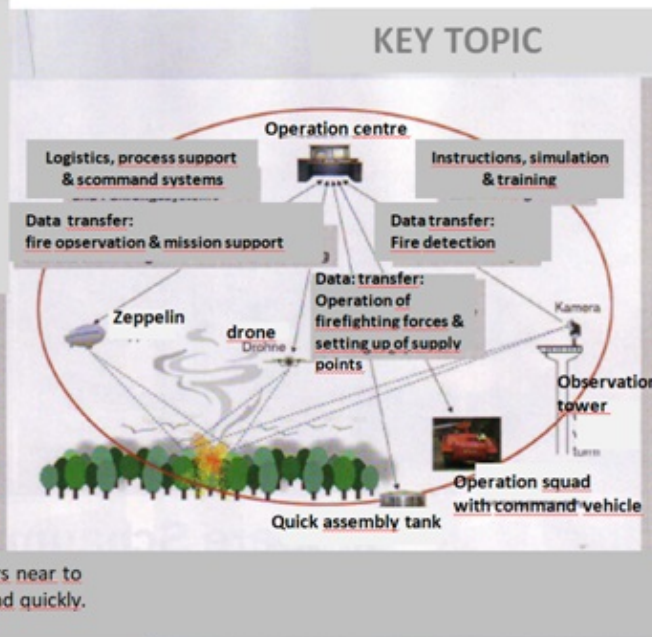 KEY TOPIC
Operation centre
Logistics, process support
& scommand systems
Instructions, simulation
& training
Data transfer:
fire opservation & mission support
Data transfer:
Fire detection
Data: transfer:
Operation of
firefighting forces &
setting up of supply
points
Kamera
Zeppelin
drone
Drohne
Observation
tower
turm
Operation squad
with command vehicle
Quick assembly tank
near to
quickly.